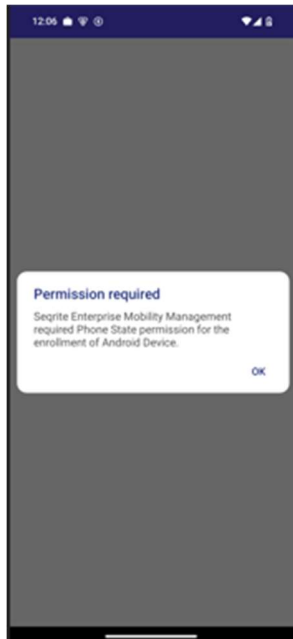 12:06
Permission required
Seqrite Enterprise Mobility Management
required Phone State permission for the
enrollment of Android Device.
OK